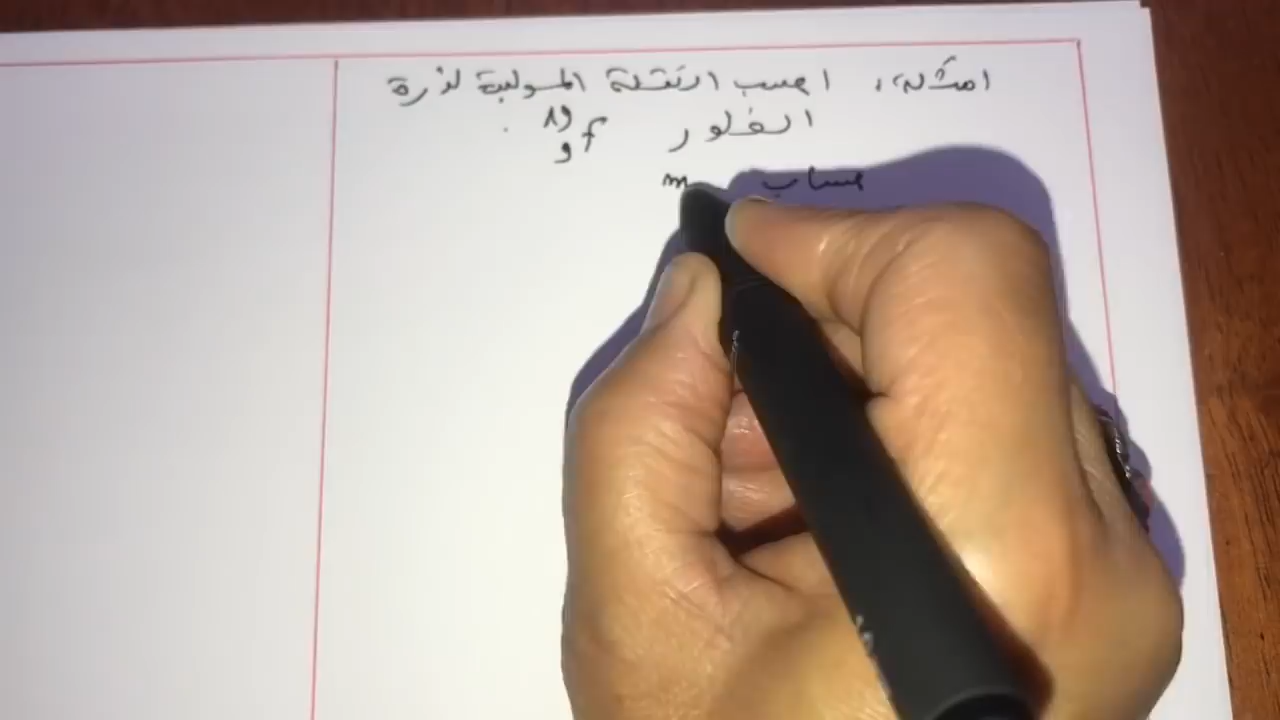 امثلة، احسب الكتلة المولية لذرة
الفلور ¹⁹₉f .
حساب m